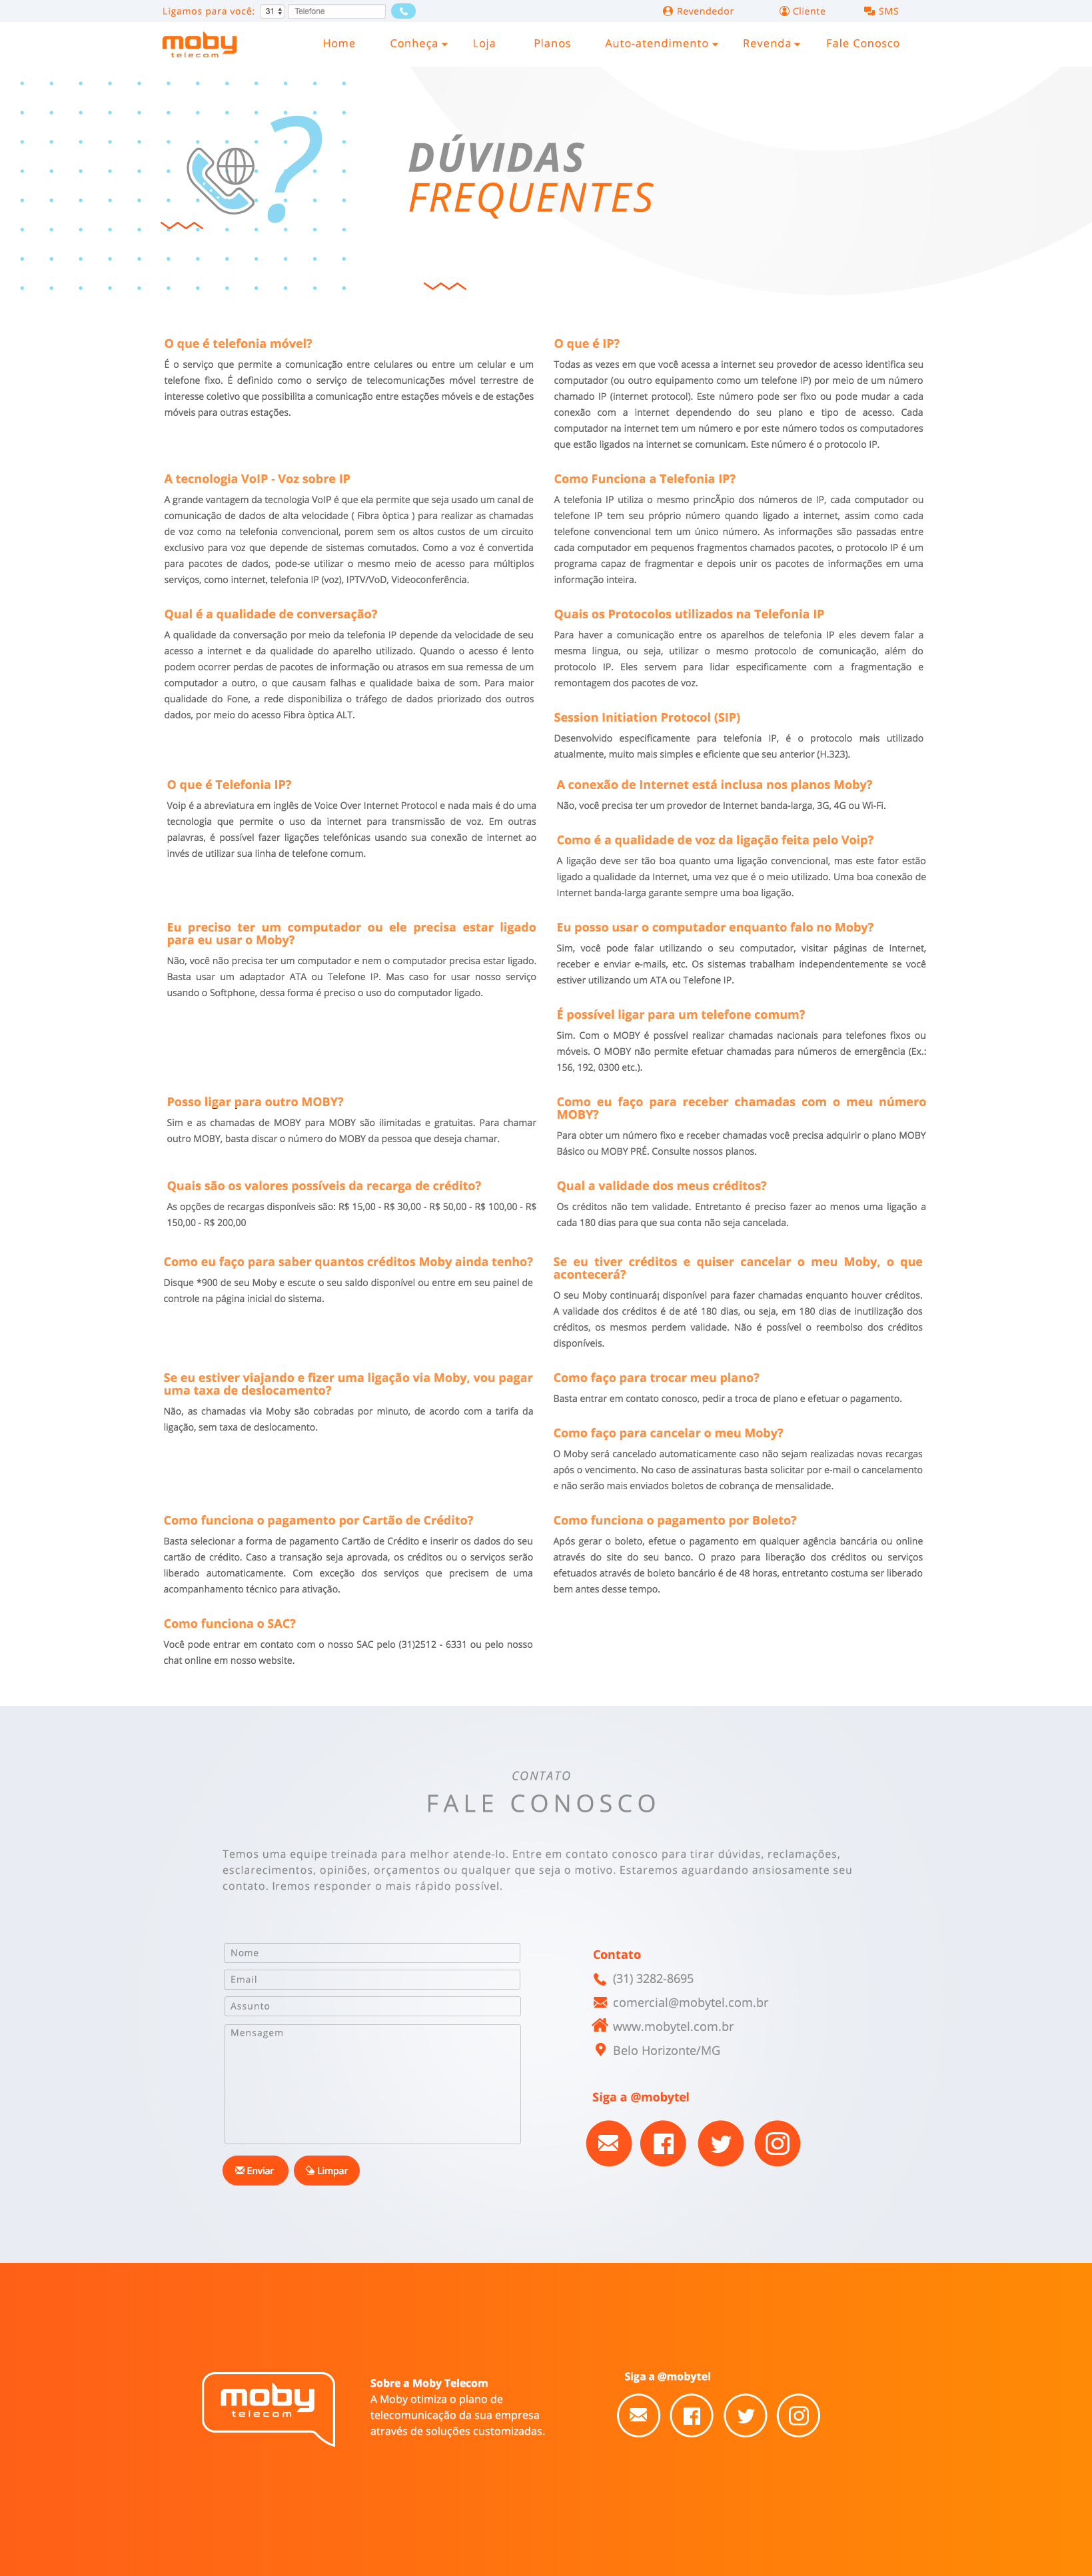 Ligamos para você: 31 Telefone Revendedor Cliente SMS
moby telecom
Home Conheça Loja Planos Auto-atendimento Revenda Fale Conosco
?
DÚVIDAS
FREQUENTES
O que é telefonia móvel?
É o serviço que permite a comunicação entre celulares ou entre um celular e um
telefone fixo. É definido como o serviço de telecomunicações móvel terrestre de
interesse coletivo que possibilita a comunicação entre estações móveis e de estações
móveis para outras estações.
O que é IP?
Todas as vezes em que você acessa a internet seu provedor de acesso identifica seu
computador (ou outro equipamento como um telefone IP) por meio de um número
chamado IP (internet protocol). Este número pode ser fixo ou pode mudar a cada
conexão com a internet dependendo do seu plano e tipo de acesso. Cada
computador na internet tem um número e por este número todos os computadores
que estão ligados na internet se comunicam. Este número é o protocolo IP.
A tecnologia VoIP - Voz sobre IP
A grande vantagem da tecnologia VoIP é que ela permite que seja usado um canal de
comunicação de dados de alta velocidade ( Fibra òptica ) para realizar as chamadas
de voz como na telefonia convencional, porem sem os altos custos de um circuito
exclusivo para voz que depende de sistemas comutados. Como a voz é convertida
para pacotes de dados, pode-se utilizar o mesmo meio de acesso para múltiplos
serviços, como internet, telefonia IP (voz), IPTV/VoD, Videoconferência.
Como Funciona a Telefonia IP?
A telefonia IP utiliza o mesmo princÃpio dos números de IP, cada computador ou
telefone IP tem seu próprio número quando ligado a internet, assim como cada
telefone convencional tem um único número. As informações são passadas entre
cada computador em pequenos fragmentos chamados pacotes, o protocolo IP é um
programa capaz de fragmentar e depois unir os pacotes de informações em uma
informação inteira.
Qual é a qualidade de conversação?
A qualidade da conversação por meio da telefonia IP depende da velocidade de seu
acesso a internet e da qualidade do aparelho utilizado. Quando o acesso é lento
podem ocorrer perdas de pacotes de informação ou atrasos em sua remessa de um
computador a outro, o que causam falhas e qualidade baixa de som. Para maior
qualidade do Fone, a rede disponibiliza o tráfego de dados priorizado dos outros
dados, por meio do acesso Fibra òptica ALT.
Quais os Protocolos utilizados na Telefonia IP
Para haver a comunicação entre os aparelhos de telefonia IP eles devem falar a
mesma lingua, ou seja, utilizar o mesmo protocolo de comunicação, além do
protocolo IP. Eles servem para lidar especificamente com a fragmentação e
remontagem dos pacotes de voz.
Session Initiation Protocol (SIP)
Desenvolvido especificamente para telefonia IP, é o protocolo mais utilizado
atualmente, muito mais simples e eficiente que seu anterior (H.323).
O que é Telefonia IP?
Voip é a abreviatura em inglês de Voice Over Internet Protocol e nada mais é do uma
tecnologia que permite o uso da internet para transmissão de voz. Em outras
palavras, é possível fazer ligações telefónicas usando sua conexão de internet ao
invés de utilizar sua linha de telefone comum.
A conexão de Internet está inclusa nos planos Moby?
Não, você precisa ter um provedor de Internet banda-larga, 3G, 4G ou Wi-Fi.
Como é a qualidade de voz da ligação feita pelo Voip?
A ligação deve ser tão boa quanto uma ligação convencional, mas este fator estão
ligado a qualidade da Internet, uma vez que é o meio utilizado. Uma boa conexão de
Internet banda-larga garante sempre uma boa ligação.
Eu preciso ter um computador ou ele precisa estar ligado
para eu usar o Moby?
Não, você não precisa ter um computador e nem o computador precisa estar ligado.
Basta usar um adaptador ATA ou Telefone IP. Mas caso for usar nosso serviço
usando o Softphone, dessa forma é preciso o uso do computador ligado.
Eu posso usar o computador enquanto falo no Moby?
Sim, você pode falar utilizando o seu computador, visitar páginas de Internet,
receber e enviar e-mails, etc. Os sistemas trabalham independentemente se você
estiver utilizando um ATA ou Telefone IP.
É possível ligar para um telefone comum?
Sim. Com o MOBY é possível realizar chamadas nacionais para telefones fixos ou
móveis. O MOBY não permite efetuar chamadas para números de emergência (Ex.:
156, 192, 0300 etc.).
Posso ligar para outro MOBY?
Sim e as chamadas de MOBY para MOBY são ilimitadas e gratuitas. Para chamar
outro MOBY, basta discar o número do MOBY da pessoa que deseja chamar.
Como eu faço para receber chamadas com o meu número
MOBY?
Para obter um número fixo e receber chamadas você precisa adquirir o plano MOBY
Básico ou MOBY PRÉ. Consulte nossos planos.
Quais são os valores possíveis da recarga de crédito?
As opções de recargas disponíveis são: R$ 15,00 - R$ 30,00 - R$ 50,00 - R$ 100,00 - R$
150,00 - R$ 200,00
Qual a validade dos meus créditos?
Os créditos não tem validade. Entretanto é preciso fazer ao menos uma ligação a
cada 180 dias para que sua conta não seja cancelada.
Como eu faço para saber quantos créditos Moby ainda tenho?
Disque *900 de seu Moby e escute o seu saldo disponível ou entre em seu painel de
controle na página inicial do sistema.
Se eu tiver créditos e quiser cancelar o meu Moby, o que
acontecerá?
O seu Moby continuará¡ disponível para fazer chamadas enquanto houver créditos.
A validade dos créditos é de até 180 dias, ou seja, em 180 dias de inutilização dos
créditos, os mesmos perdem validade. Não é possível o reembolso dos créditos
disponíveis.
Se eu estiver viajando e fizer uma ligação via Moby, vou pagar
uma taxa de deslocamento?
Não, as chamadas via Moby são cobradas por minuto, de acordo com a tarifa da
ligação, sem taxa de deslocamento.
Como faço para trocar meu plano?
Basta entrar em contato conosco, pedir a troca de plano e efetuar o pagamento.
Como faço para cancelar o meu Moby?
O Moby será cancelado automaticamente caso não sejam realizadas novas recargas
após o vencimento. No caso de assinaturas basta solicitar por e-mail o cancelamento
e não serão mais enviados boletos de cobrança de mensalidade.
Como funciona o pagamento por Cartão de Crédito?
Basta selecionar a forma de pagamento Cartão de Crédito e inserir os dados do seu
cartão de crédito. Caso a transação seja aprovada, os créditos ou o serviços serão
liberado automaticamente. Com exceção dos serviços que precisem de uma
acompanhamento técnico para ativação.
Como funciona o pagamento por Boleto?
Após gerar o boleto, efetue o pagamento em qualquer agência bancária ou online
através do site do seu banco. O prazo para liberação dos créditos ou serviços
efetuados através de boleto bancário é de 48 horas, entretanto costuma ser liberado
bem antes desse tempo.
Como funciona o SAC?
Você pode entrar em contato com o nosso SAC pelo (31)2512 - 6331 ou pelo nosso
chat online em nosso website.
CONTATO
FALE CONOSCO
Temos uma equipe treinada para melhor atende-lo. Entre em contato conosco para tirar dúvidas, reclamações,
esclarecimentos, opiniões, orçamentos ou qualquer que seja o motivo. Estaremos aguardando ansiosamente seu
contato. Iremos responder o mais rápido possível.
Nome
Email
Assunto
Mensagem
Enviar Limpar
Contato
(31) 3282-8695
comercial@mobytel.com.br
www.mobytel.com.br
Belo Horizonte/MG
Siga a @mobytel
moby
telecom
Sobre a Moby Telecom
A Moby otimiza o plano de
telecomunicação da sua empresa
através de soluções customizadas.
Siga a @mobytel